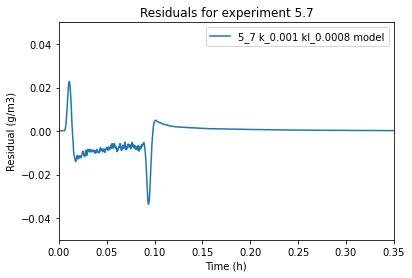 Residuals for experiment 5.7
5_7 k_0.001 kl_0.0008 model
Residual (g/m3)
0.04
0.02
0.00
−0.02
−0.04
0.00 0.05 0.10 0.15 0.20 0.25 0.30 0.35
Time (h)